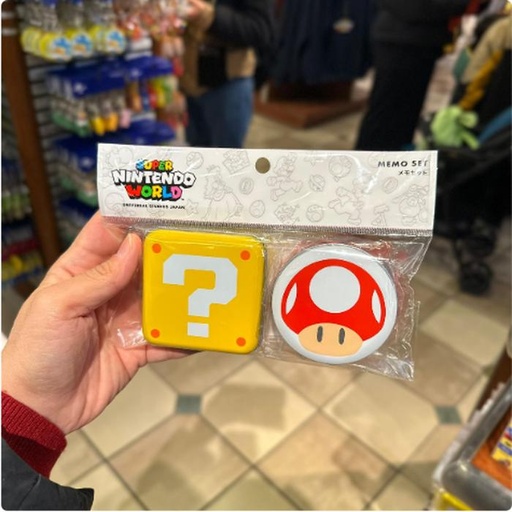 SUPER
NINTENDO
WORLD
UNIVERSAL STUDIOS JAPAN
MEMO SET
メモセット
?